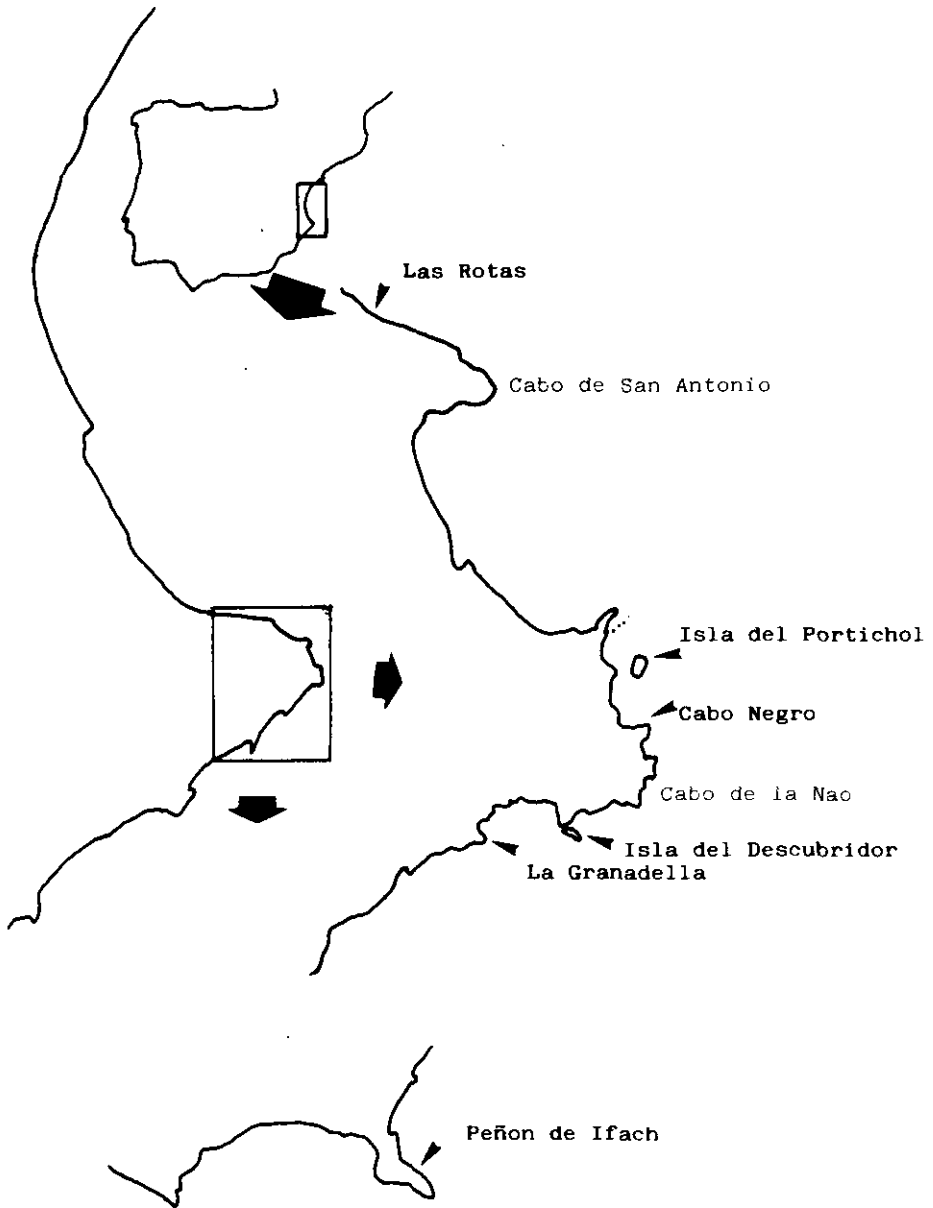 Las Rotas
Cabo de San Antonio
Isla del Portichol
Cabo Negro
Cabo de la Nao
Isla del Descubridor
La Granadella
Peñon de Ifach